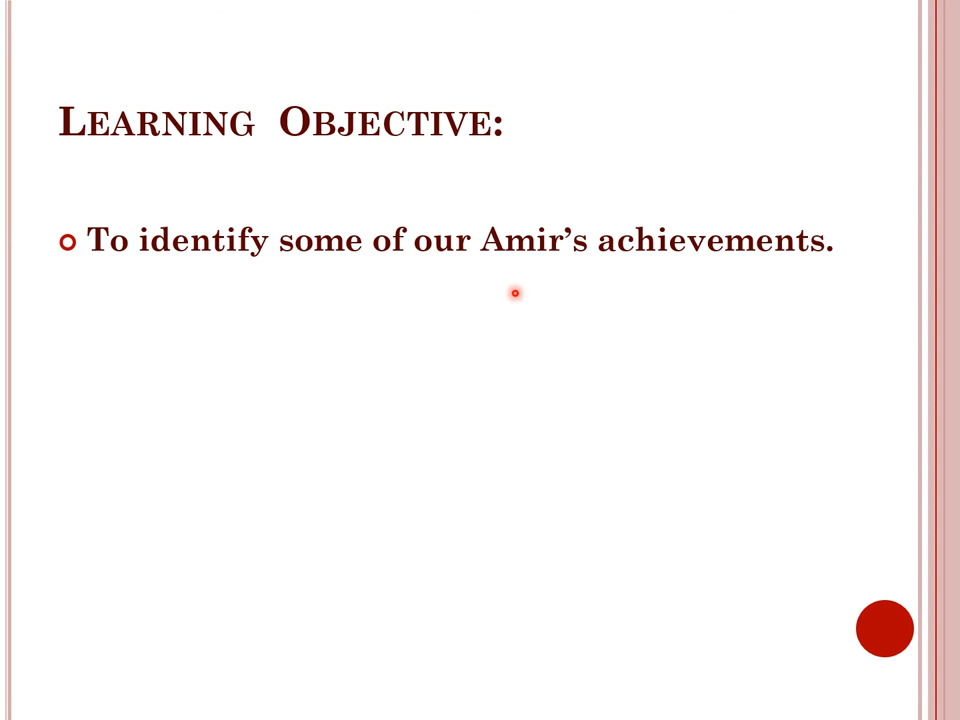 LEARNING OBJECTIVE:
To identify some of our Amir’s achievements.